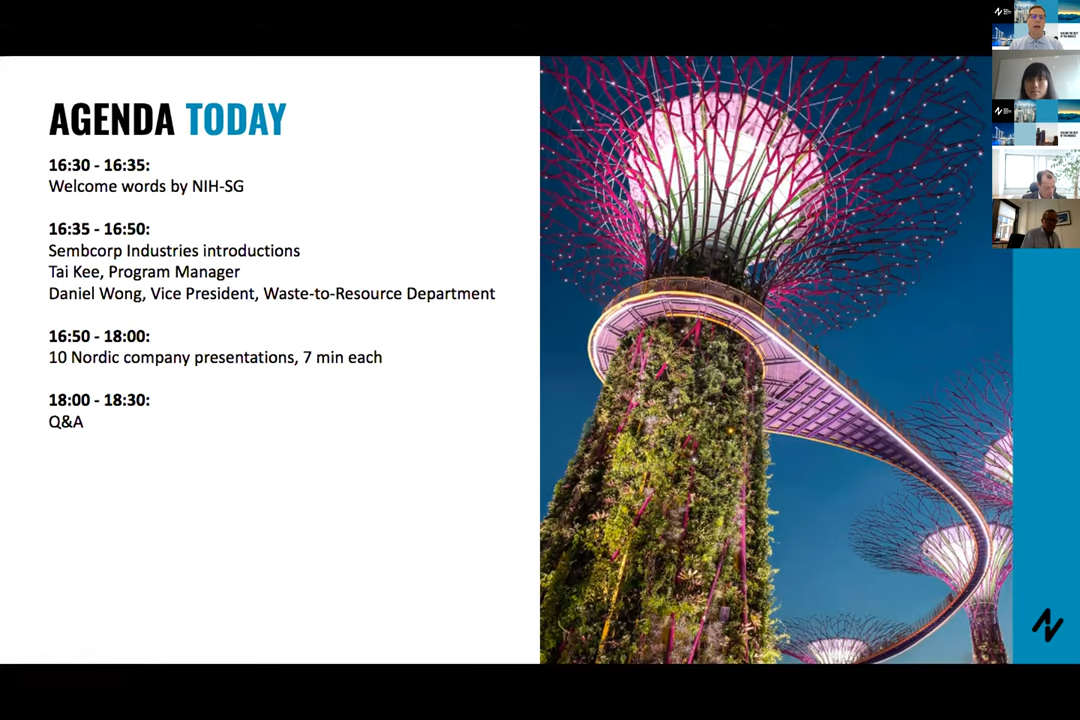 AGENDA TODAY
16:30 - 16:35:
Welcome words by NIH-SG
16:35 - 16:50:
Sembcorp Industries introductions
Tai Kee, Program Manager
Daniel Wong, Vice President, Waste-to-Resource Department
16:50 - 18:00:
10 Nordic company presentations, 7 min each
18:00 - 18:30:
Q&A